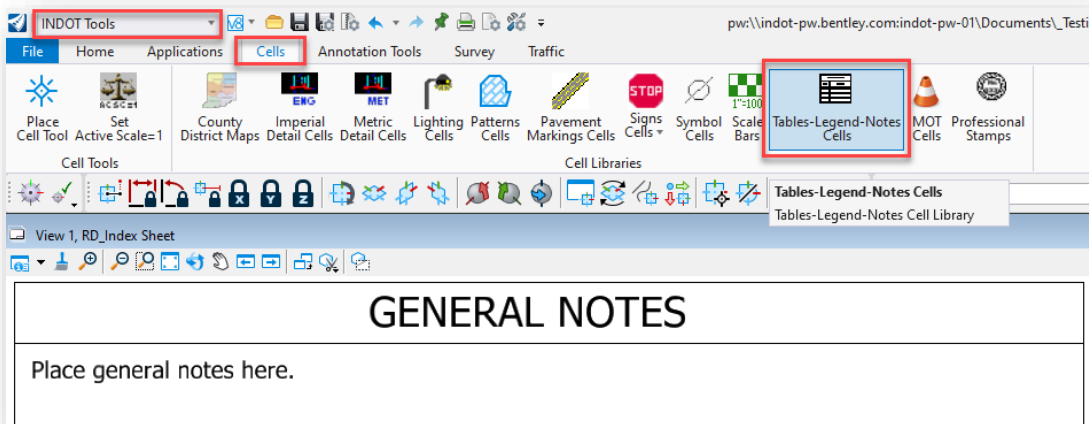 INDOT Tools V8 pw:\\indot-pw.bentley.com:indot-pw-01\Documents\_Testi
File Home Applications Cells Annotation Tools Survey Traffic
ACSC=1 ENG MET STOP 1"=100
Place Cell Tool
Set Active Scale=1
County District Maps
Imperial Detail Cells
Metric Detail Cells
Lighting Cells
Patterns Cells
Pavement Markings Cells
Signs Cells
Symbol Cells
Scale Bars
Tables-Legend-Notes Cells
MOT Cells
Professional Stamps
Cell Tools Cell Libraries
X Y Z
Tables-Legend-Notes Cells
Tables-Legend-Notes Cell Library
View 1, RD_Index Sheet
GENERAL NOTES
Place general notes here.